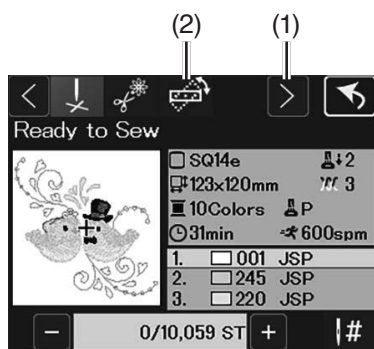 (2) (1)
Ready to Sew
SQ14e 2
123x120mm 3
10Colors P
31min 600spm
1. 001 JSP
2. 245 JSP
3. 220 JSP
− 0/10,059 ST + #